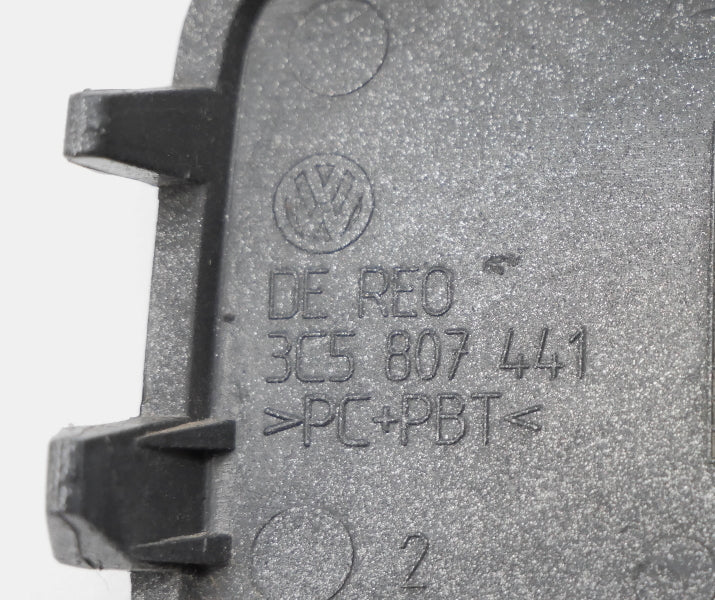 DE REO
3C5 807 441
>PC+PBT<
2